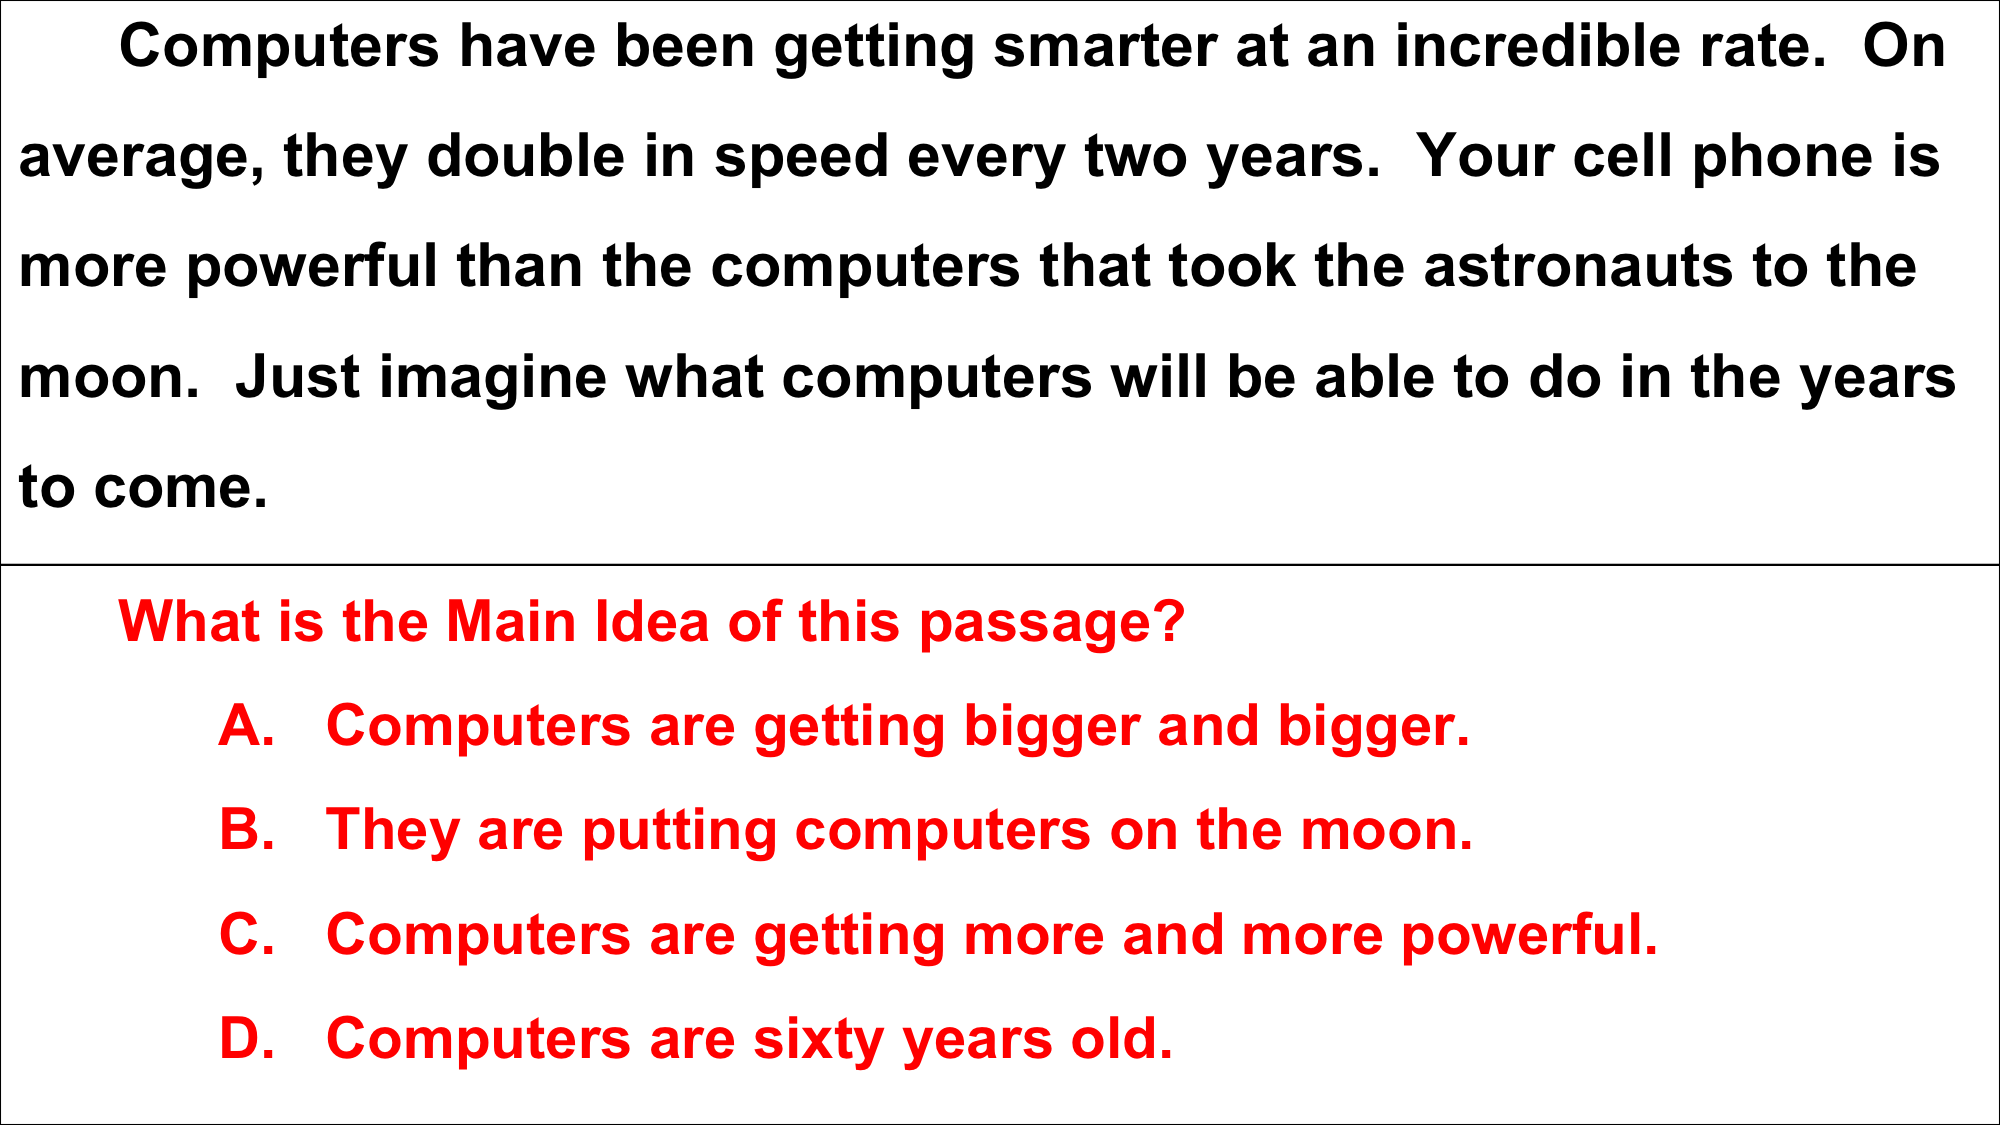 Computers have been getting smarter at an incredible rate.  On
average, they double in speed every two years.  Your cell phone is
more powerful than the computers that took the astronauts to the
moon.  Just imagine what computers will be able to do in the years
to come.
What is the Main Idea of this passage?
A. Computers are getting bigger and bigger.
B. They are putting computers on the moon.
C. Computers are getting more and more powerful.
D. Computers are sixty years old.